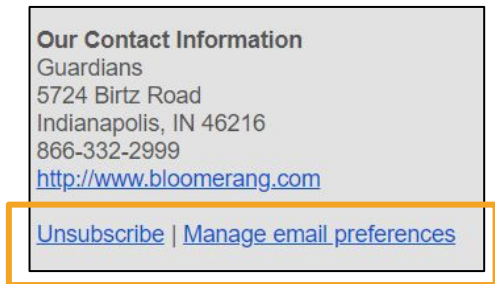 Our Contact Information
Guardians
5724 Birtz Road
Indianapolis, IN 46216
866-332-2999
http://www.bloomerang.com
Unsubscribe | Manage email preferences